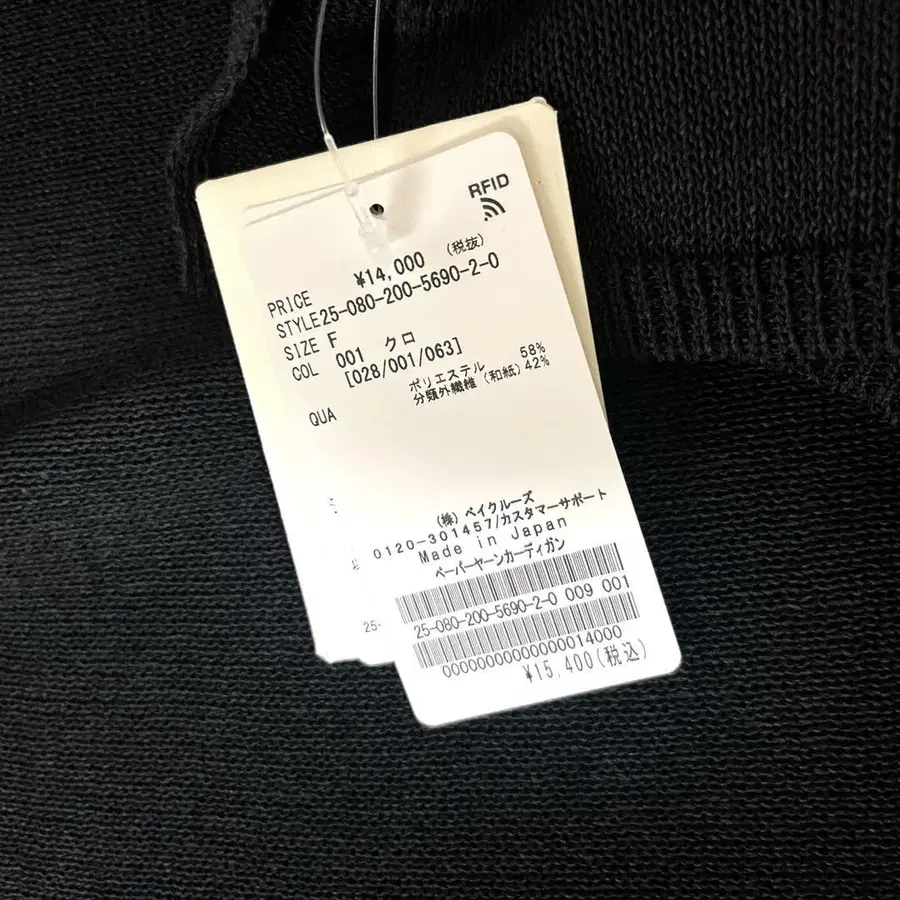 RFID
PRICE ¥14,000 (税抜)
STYLE25-080-200-5690-2-0
SIZE F
COL 001 クロ
[028/001/063]
QUA ポリエステル 58%
分類外繊維(和紙)42%
(株)ベイクルーズ
0120-301457/カスタマーサポート
Made in Japan
ペーパーヤーンカーディガン
25-080-200-5690-2-0 009 001
25-
0000000000000014000
¥15,400(税込)